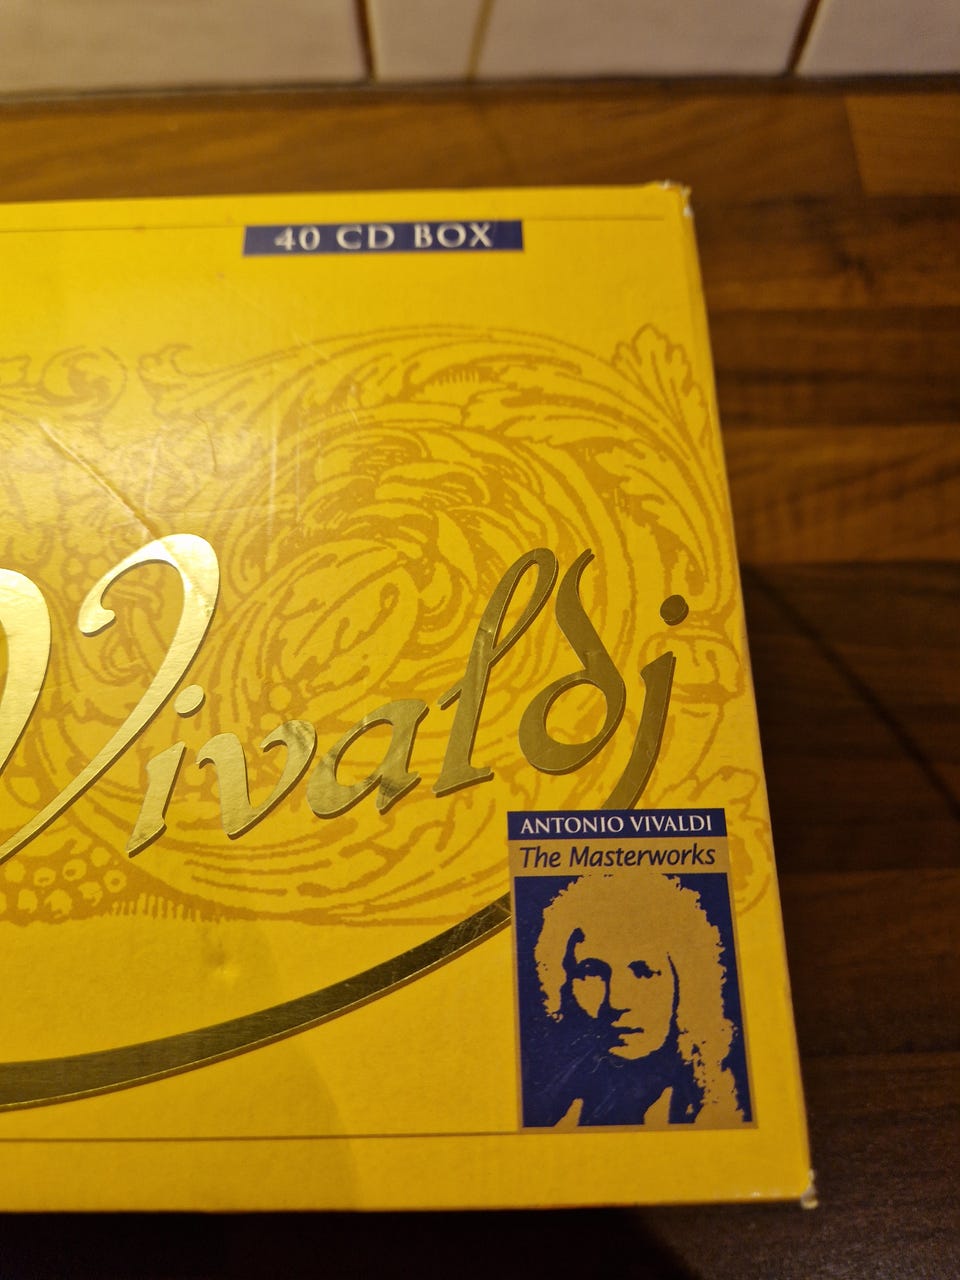 40 CD BOX
Vivaldi
ANTONIO VIVALDI
The Masterworks